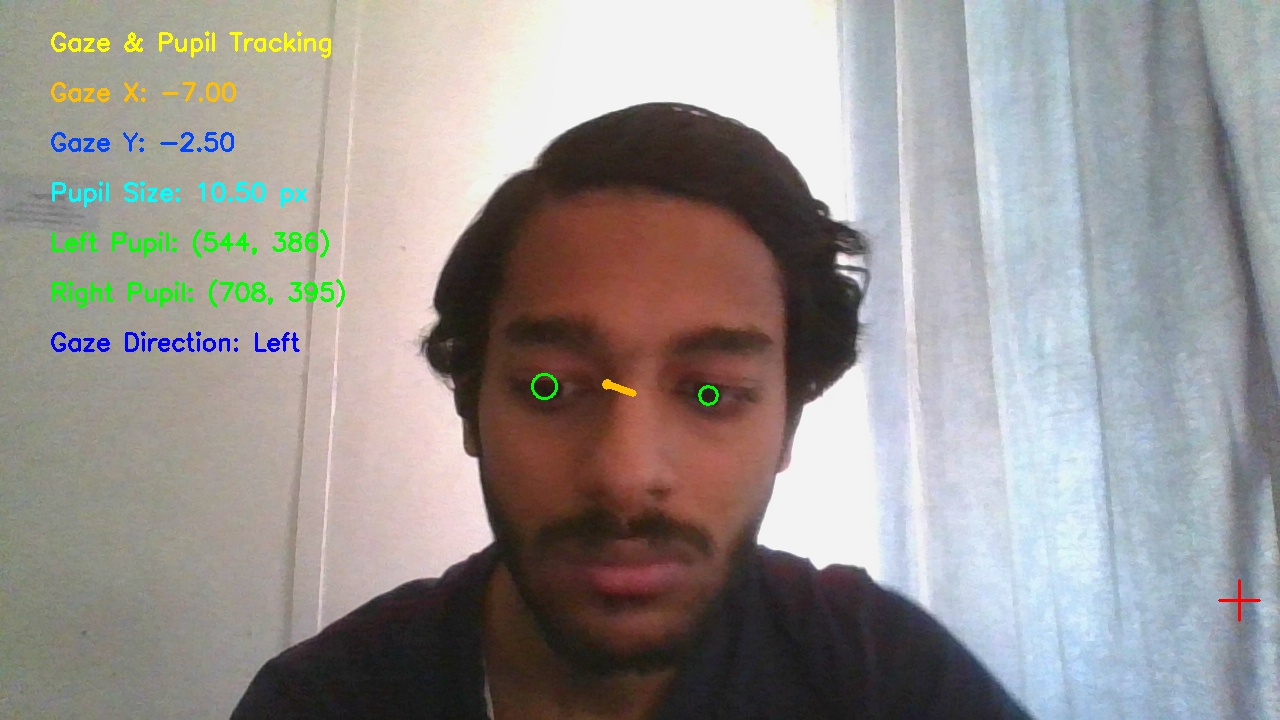 Gaze & Pupil Tracking
Gaze X: -7.00
Gaze Y: -2.50
Pupil Size: 10.50 px
Left Pupil: (544, 386)
Right Pupil: (708, 395)
Gaze Direction: Left